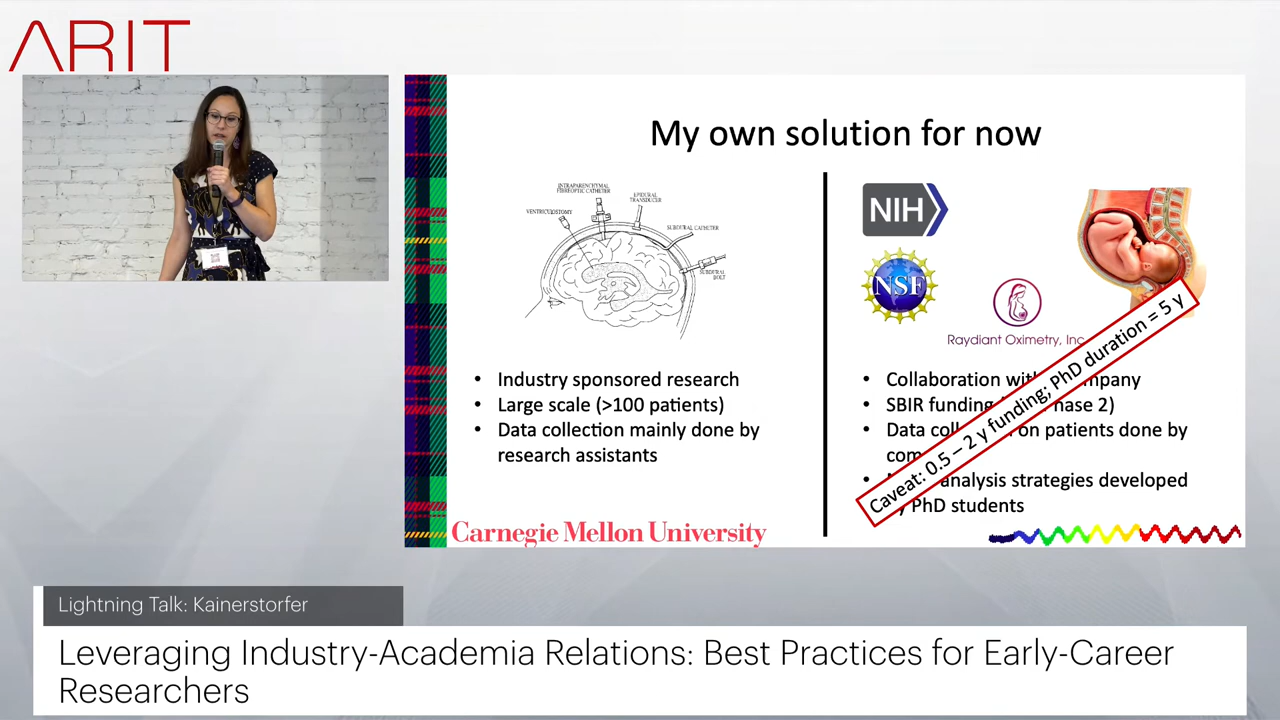 ARIT
My own solution for now
INTRAPARENCHYMAL
FIBEROPTIC CATHETER
EPIDURAL
TRANSDUCER
VENTRICULOSTOMY
SUBDURAL CATHETER
SUBDURAL
BOLT
• Industry sponsored research
• Large scale (>100 patients)
• Data collection mainly done by
research assistants
NIH
NSF
Raydiant Oximetry, Inc
• Collaboration with company
• SBIR funding hase 2)
• Data coll on patients done by
com
• analysis strategies developed
PhD students
Caveat: 0.5 – 2 y funding; PhD duration = 5 y
Carnegie Mellon University
Lightning Talk: Kainerstorfer
Leveraging Industry-Academia Relations: Best Practices for Early-Career
Researchers